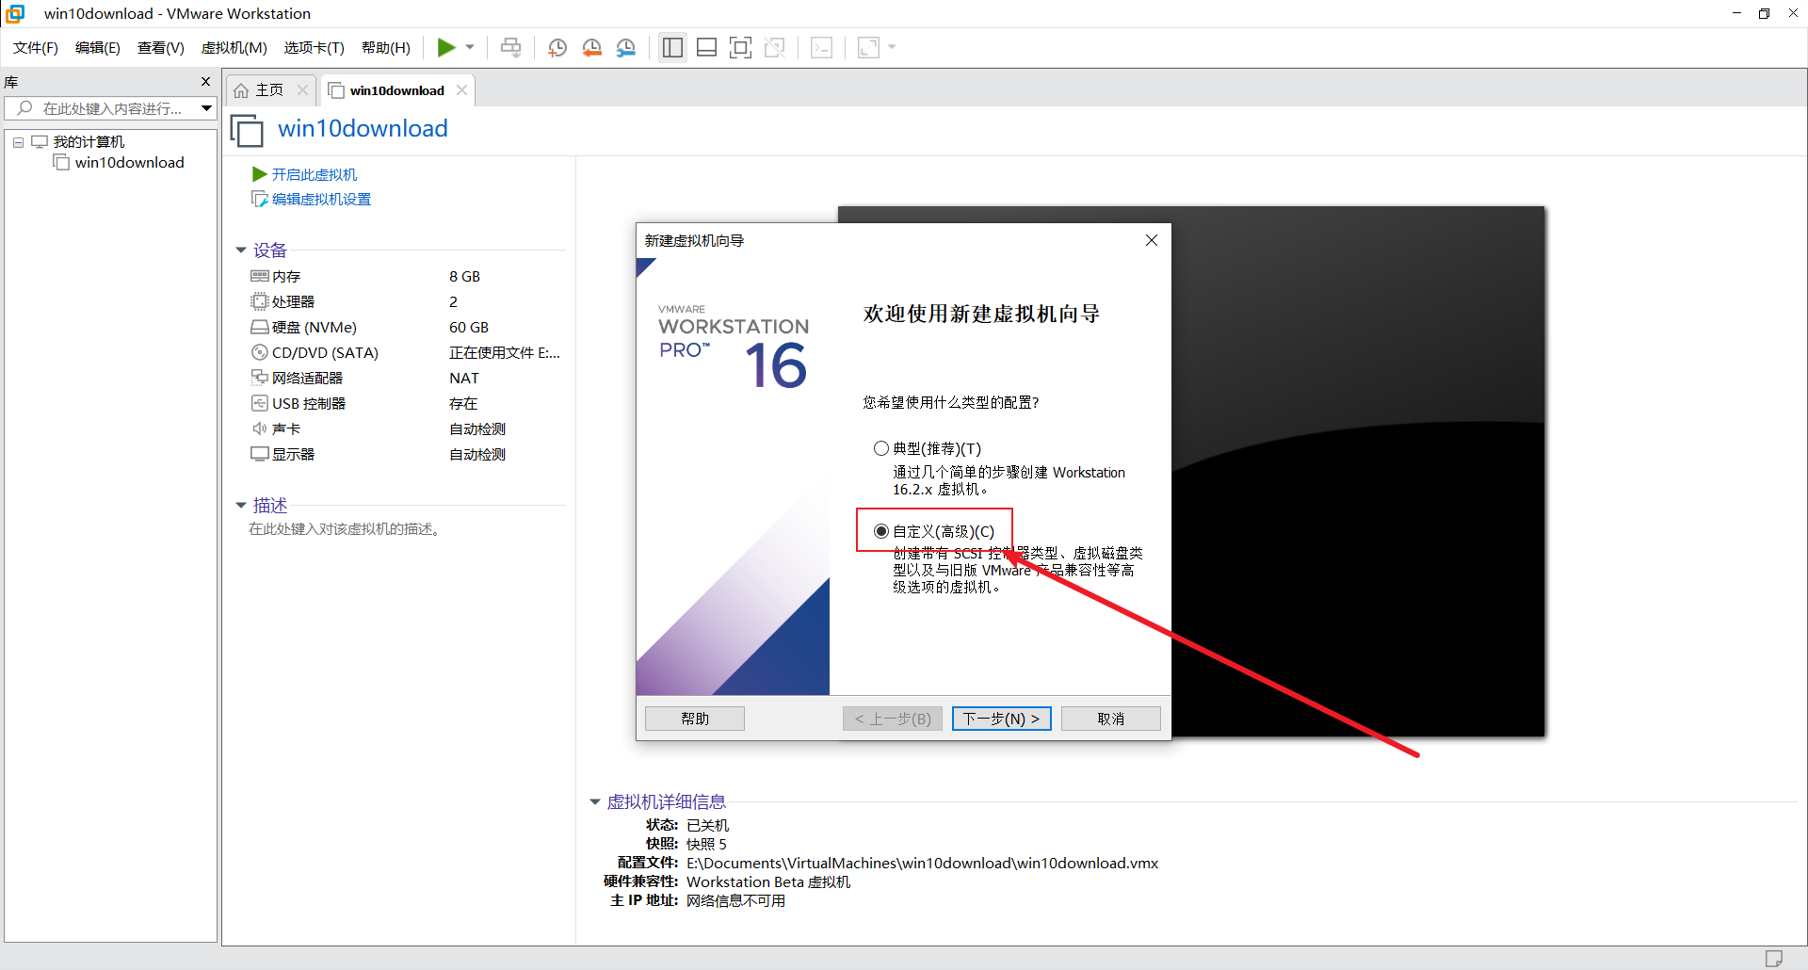 win10download - VMware Workstation
文件(F) 编辑(E) 查看(V) 虚拟机(M) 选项卡(T) 帮助(H)
库
在此处键入内容进行...
我的计算机
win10download
主页
win10download
win10download
开启此虚拟机
编辑虚拟机设置
设备
内存 8 GB
处理器 2
硬盘 (NVMe) 60 GB
CD/DVD (SATA) 正在使用文件 E:...
网络适配器 NAT
USB 控制器 存在
声卡 自动检测
显示器 自动检测
描述
在此处键入对该虚拟机的描述。
新建虚拟机向导
VMWARE
WORKSTATION
PRO™ 16
欢迎使用新建虚拟机向导
您希望使用什么类型的配置?
典型(推荐)(T)
通过几个简单的步骤创建 Workstation
16.2.x 虚拟机。
自定义(高级)(C)
创建带有 SCSI 控制器类型、虚拟磁盘类
型以及与旧版 VMware 产品兼容性等高
级选项的虚拟机。
帮助
< 上一步(B)
下一步(N) >
取消
虚拟机详细信息
状态: 已关机
快照: 快照 5
配置文件: E:\Documents\VirtualMachines\win10download\win10download.vmx
硬件兼容性: Workstation Beta 虚拟机
主 IP 地址: 网络信息不可用